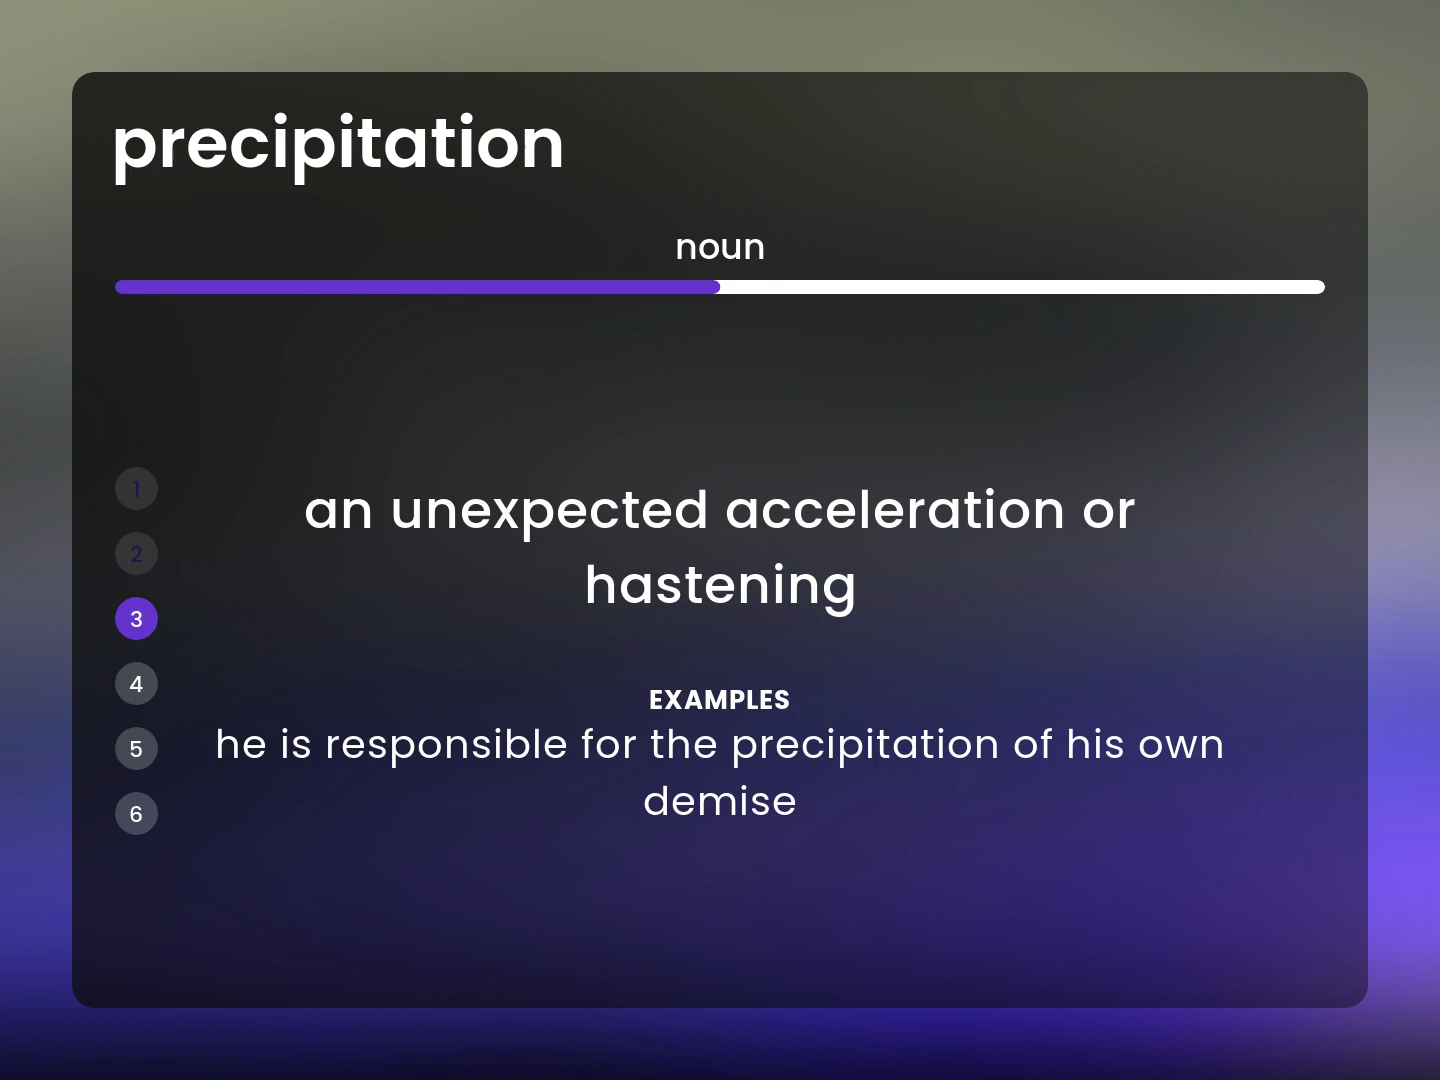 precipitation
noun
1
2
3
4
5
6
an unexpected acceleration or
hastening
EXAMPLES
he is responsible for the precipitation of his own
demise